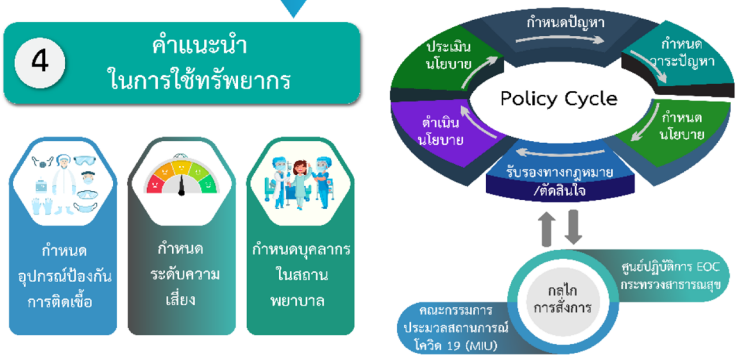 4
คำแนะนำ
ในการใช้ทรัพยากร
กำหนด
อุปกรณ์ป้องกัน
การติดเชื้อ
กำหนด
ระดับความ
เสี่ยง
กำหนดบุคลากร
ในสถาน
พยาบาล
กำหนดปัญหา
กำหนด
วาระปัญหา
กำหนด
นโยบาย
รับรองทางกฎหมาย
/ตัดสินใจ
ดำเนิน
นโยบาย
ประเมิน
นโยบาย
Policy Cycle
กลไก
การสั่งการ
ศูนย์ปฏิบัติการ EOC
กระทรวงสาธารณสุข
คณะกรรมการ
ประมวลสถานการณ์
โควิด 19 (MIU)